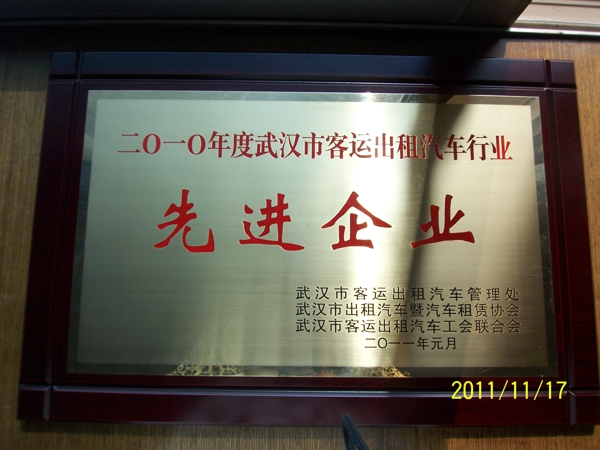 二〇一〇年度武汉市客运出租汽车行业
先进企业
武汉市客运出租汽车管理处
武汉市出租汽车暨汽车租赁协会
武汉市客运出租汽车工会联合会
二〇一一年元月
2011/11/17